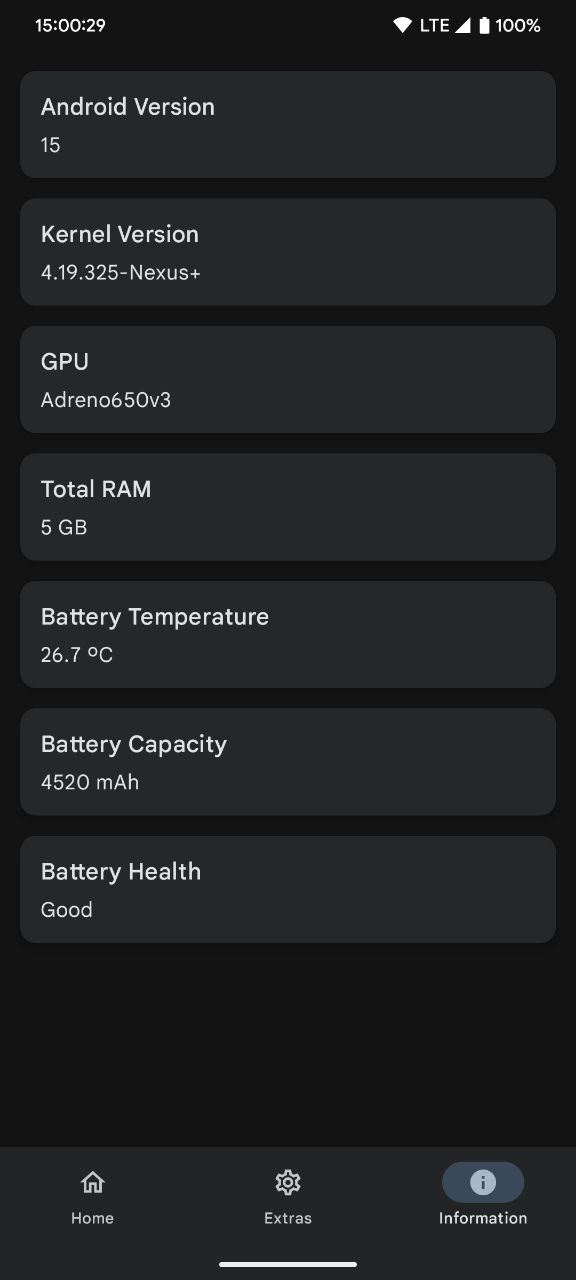 15:00:29 LTE 100%
Android Version
15
Kernel Version
4.19.325-Nexus+
GPU
Adreno650v3
Total RAM
5 GB
Battery Temperature
26.7 ºC
Battery Capacity
4520 mAh
Battery Health
Good
Home Extras Information